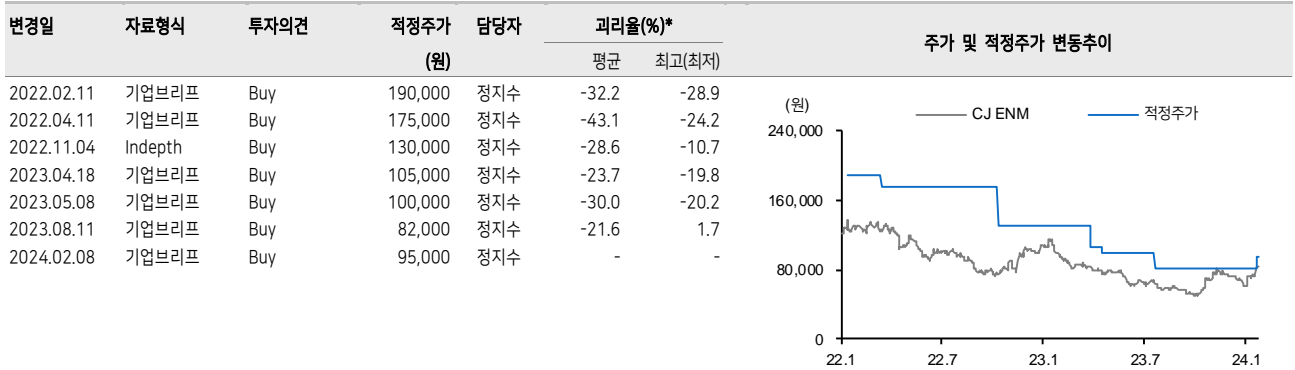 변경일 자료형식 투자의견 적정주가 담당자 괴리율(%)*
(원) 평균 최고(최저)
2022.02.11 기업브리프 Buy 190,000 정지수 -32.2 -28.9
2022.04.11 기업브리프 Buy 175,000 정지수 -43.1 -24.2
2022.11.04 Indepth Buy 130,000 정지수 -28.6 -10.7
2023.04.18 기업브리프 Buy 105,000 정지수 -23.7 -19.8
2023.05.08 기업브리프 Buy 100,000 정지수 -30.0 -20.2
2023.08.11 기업브리프 Buy 82,000 정지수 -21.6 1.7
2024.02.08 기업브리프 Buy 95,000 정지수 - -
주가 및 적정주가 변동추이
(원) CJ ENM 적정주가
240,000
160,000
80,000
0
22.1 22.7 23.1 23.7 24.1